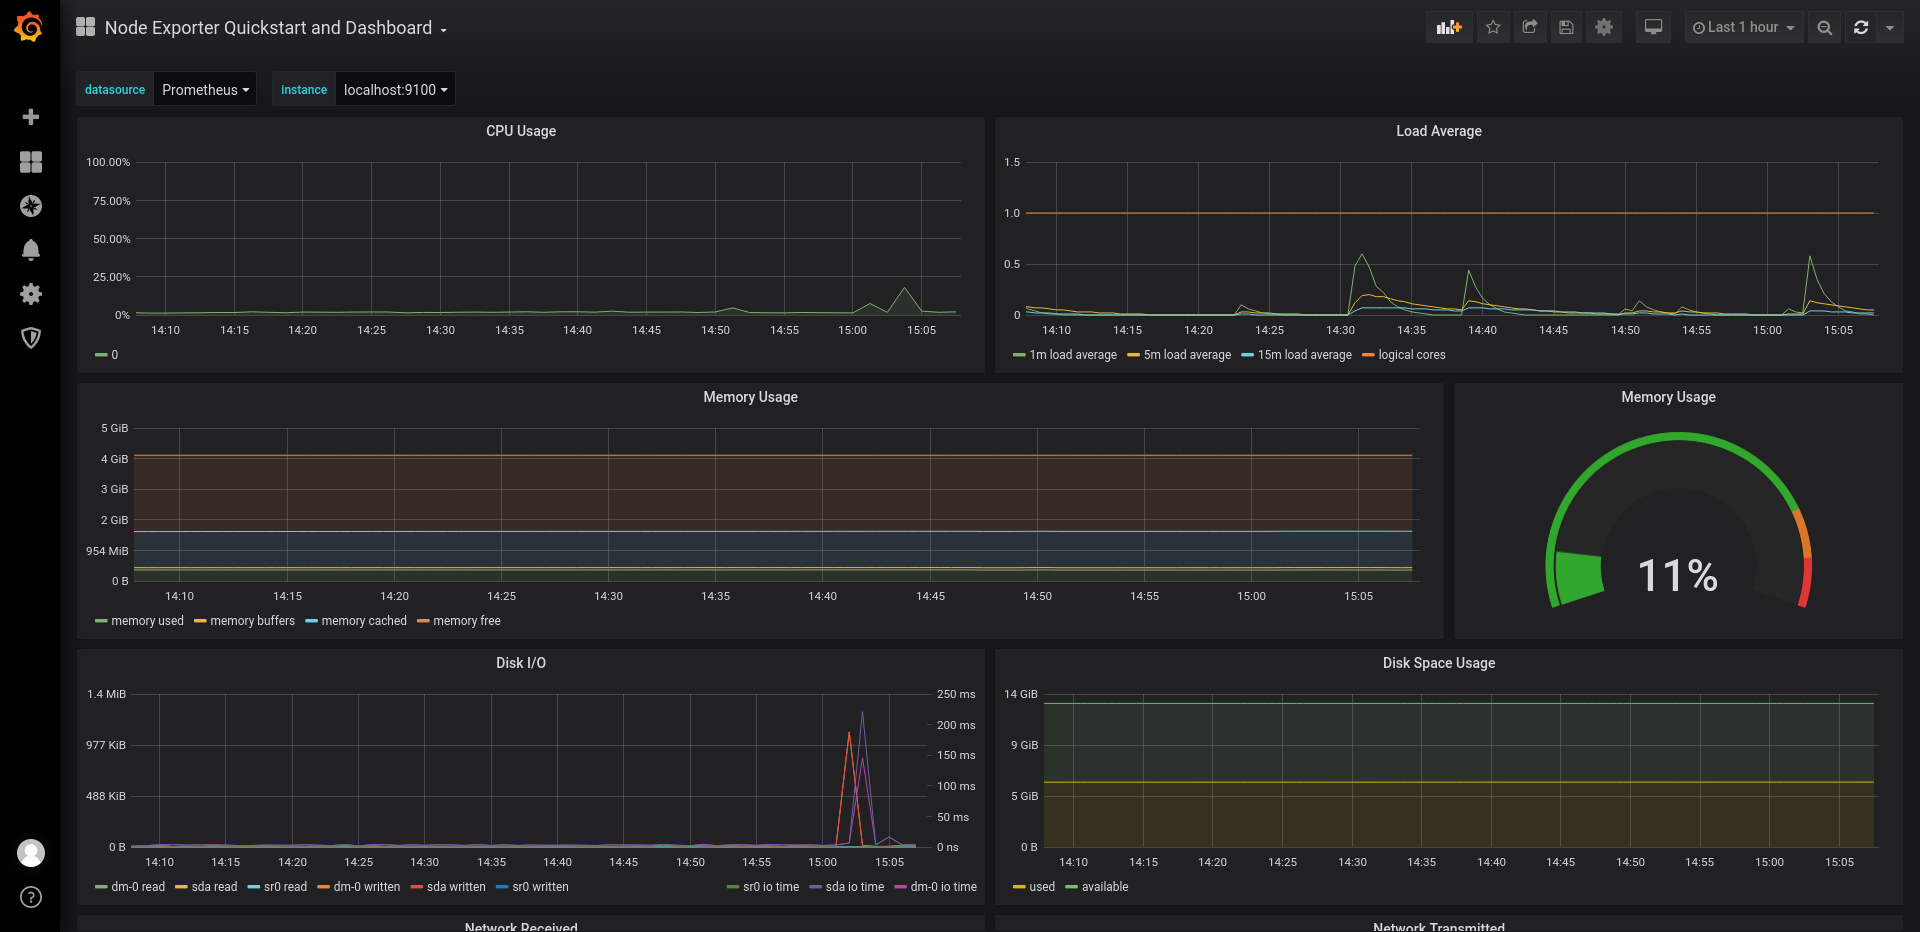 Node Exporter Quickstart and Dashboard
Last 1 hour
datasource Prometheus instance localhost:9100
CPU Usage
100.00%
75.00%
50.00%
25.00%
0%
14:10 14:15 14:20 14:25 14:30 14:35 14:40 14:45 14:50 14:55 15:00 15:05
0
Load Average
1.5
1.0
0.5
0
14:10 14:15 14:20 14:25 14:30 14:35 14:40 14:45 14:50 14:55 15:00 15:05
1m load average 5m load average 15m load average logical cores
Memory Usage
5 GiB
4 GiB
3 GiB
2 GiB
954 MiB
0 B
14:10 14:15 14:20 14:25 14:30 14:35 14:40 14:45 14:50 14:55 15:00 15:05
memory used memory buffers memory cached memory free
Memory Usage
11%
Disk I/O
1.4 MiB
977 KiB
488 KiB
0 B
250 ms
200 ms
150 ms
100 ms
50 ms
0 ns
14:10 14:15 14:20 14:25 14:30 14:35 14:40 14:45 14:50 14:55 15:00 15:05
dm-0 read sda read sr0 read dm-0 written sda written sr0 written sr0 io time sda io time dm-0 io time
Disk Space Usage
14 GiB
9 GiB
5 GiB
0 B
14:10 14:15 14:20 14:25 14:30 14:35 14:40 14:45 14:50 14:55 15:00 15:05
used available
Network Received
Network Transmitted